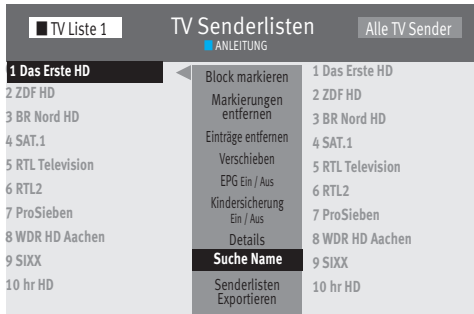 TV Liste 1
TV Senderlisten
Alle TV Sender
ANLEITUNG
1 Das Erste HD
2 ZDF HD
3 BR Nord HD
4 SAT.1
5 RTL Television
6 RTL2
7 ProSieben
8 WDR HD Aachen
9 SIXX
10 hr HD
Block markieren
Markierungen
entfernen
Einträge entfernen
Verschieben
EPG Ein / Aus
Kindersicherung
Ein / Aus
Details
Suche Name
Senderlisten
Exportieren
1 Das Erste HD
2 ZDF HD
3 BR Nord HD
4 SAT.1
5 RTL Television
6 RTL2
7 ProSieben
8 WDR HD Aachen
9 SIXX
10 hr HD